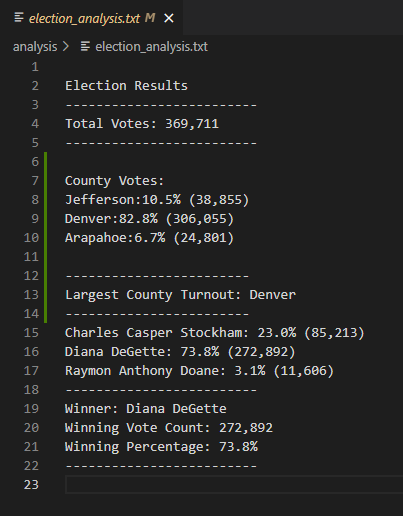 election_analysis.txt M ×
analysis > election_analysis.txt
1
2 Election Results
3 -------------------------
4 Total Votes: 369,711
5 -------------------------
6
7 County Votes:
8 Jefferson:10.5% (38,855)
9 Denver:82.8% (306,055)
10 Arapahoe:6.7% (24,801)
11
12 ------------------------
13 Largest County Turnout: Denver
14 ------------------------
15 Charles Casper Stockham: 23.0% (85,213)
16 Diana DeGette: 73.8% (272,892)
17 Raymon Anthony Doane: 3.1% (11,606)
18 -------------------------
19 Winner: Diana DeGette
20 Winning Vote Count: 272,892
21 Winning Percentage: 73.8%
22 -------------------------
23